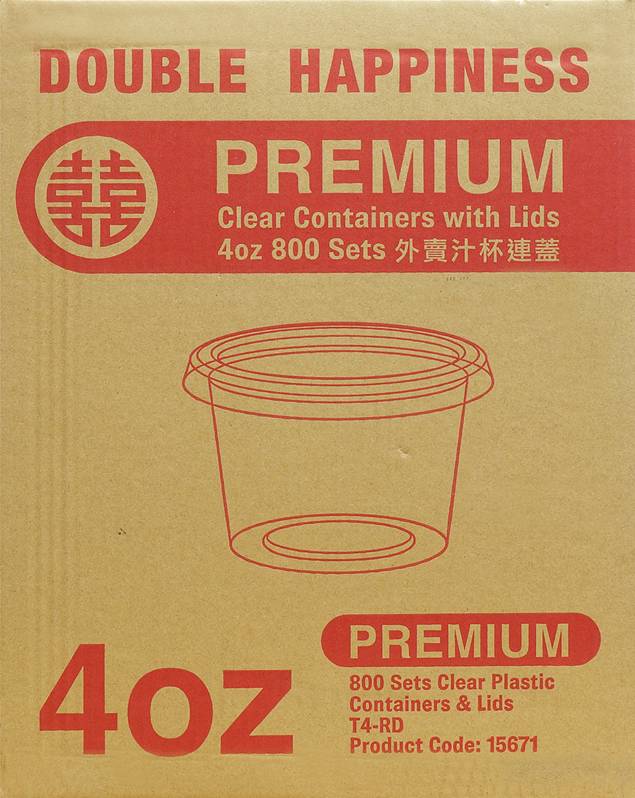 DOUBLE HAPPINESS
囍
PREMIUM
Clear Containers with Lids
4oz 800 Sets 外賣汁杯連蓋
4oz
PREMIUM
800 Sets Clear Plastic
Containers & Lids
T4-RD
Product Code: 15671